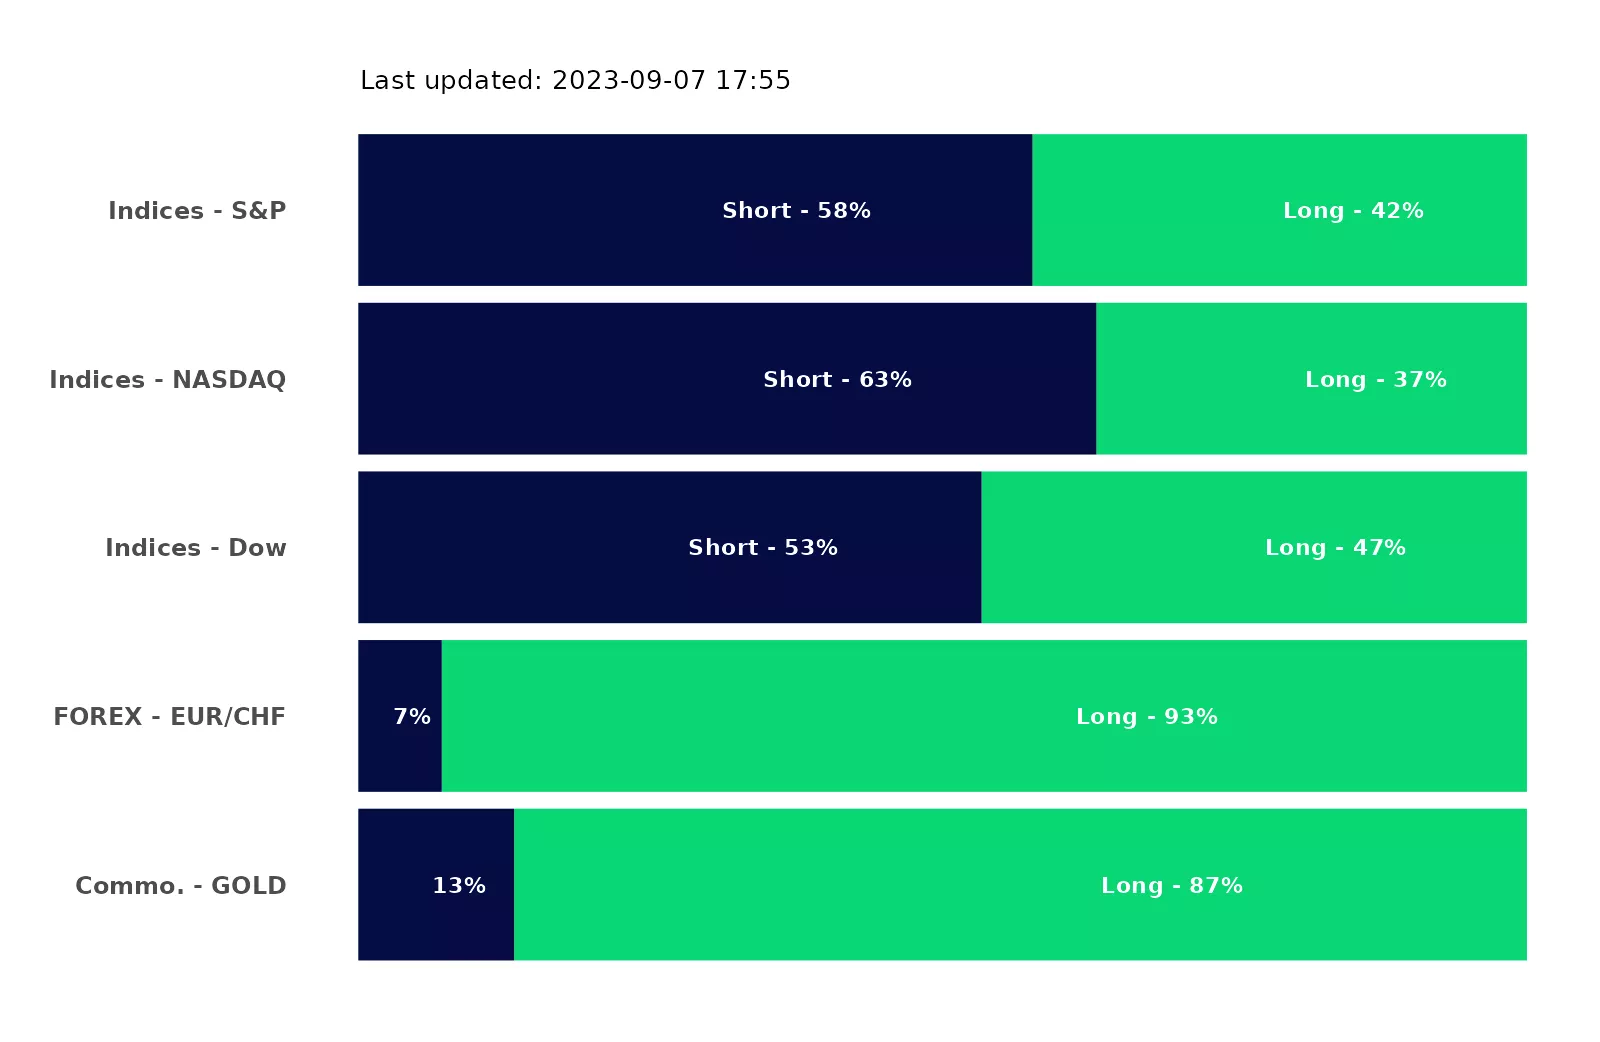 Last updated: 2023-09-07 17:55
Indices - S&P Short - 58% Long - 42%
Indices - NASDAQ Short - 63% Long - 37%
Indices - Dow Short - 53% Long - 47%
FOREX - EUR/CHF 7% Long - 93%
Commo. - GOLD 13% Long - 87%